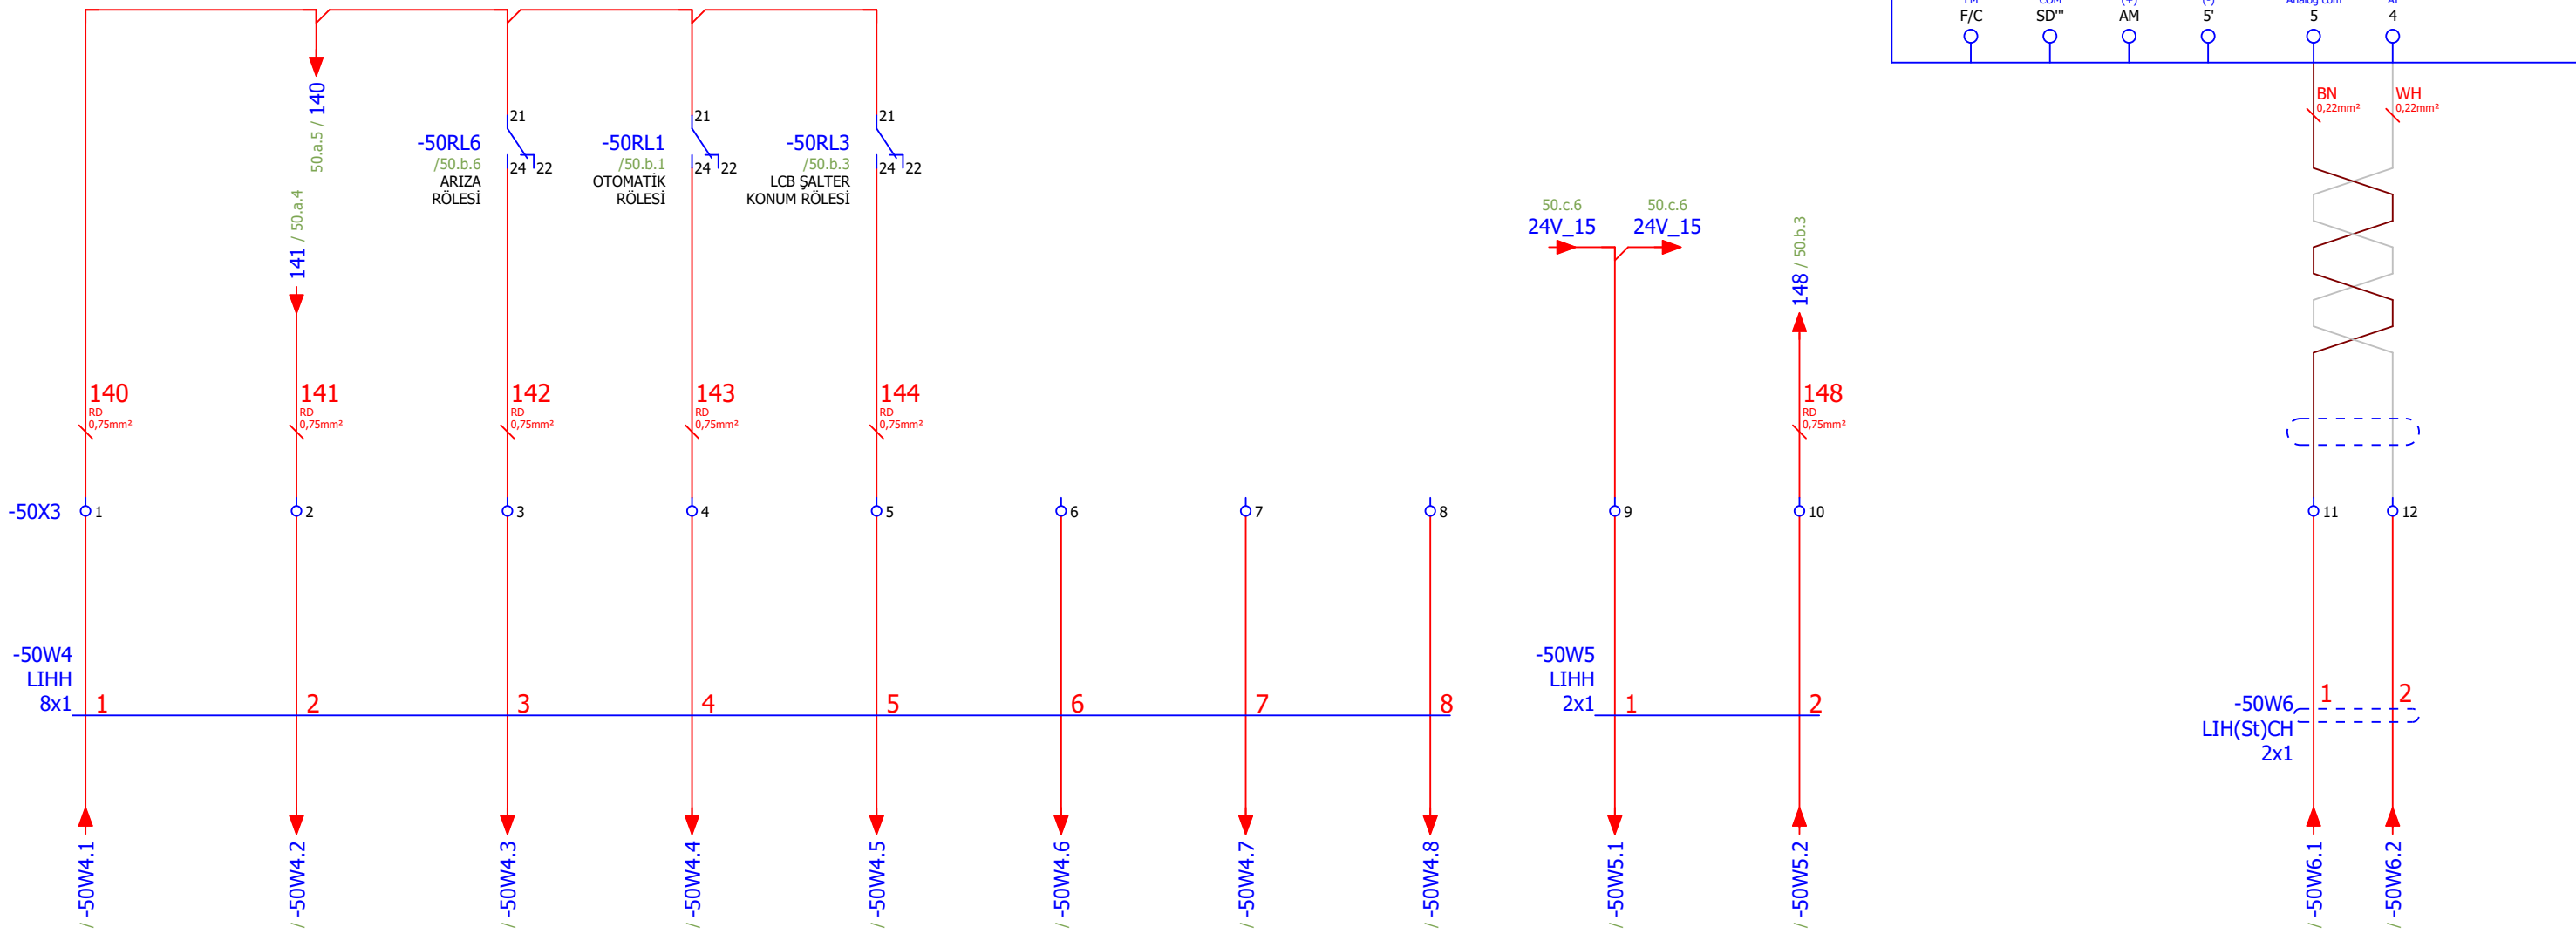 FM
COM
(+)
(-)
Analog com
AI
F/C
SD'''
AM
5'
5
4
50.a.5 / 140
141 / 50.a.4
21
-50RL6
/50.b.6
ARIZA
RÖLESİ
24
22
21
-50RL1
/50.b.1
OTOMATİK
RÖLESİ
24
22
21
-50RL3
/50.b.3
LCB ŞALTER
KONUM RÖLESİ
24
22
50.c.6
24V_15
50.c.6
24V_15
148 / 50.b.3
BN
0,22mm²
WH
0,22mm²
140
RD
0,75mm²
141
RD
0,75mm²
142
RD
0,75mm²
143
RD
0,75mm²
144
RD
0,75mm²
148
RD
0,75mm²
-50X3
1
2
3
4
5
6
7
8
9
10
11
12
-50W4
LIHH
8x1
1
2
3
4
5
6
7
8
-50W5
LIHH
2x1
1
2
-50W6
LIH(St)CH
2x1
1
2
/ -50W4.1
/ -50W4.2
/ -50W4.3
/ -50W4.4
/ -50W4.5
/ -50W4.6
/ -50W4.7
/ -50W4.8
/ -50W5.1
/ -50W5.2
/ -50W6.1
/ -50W6.2